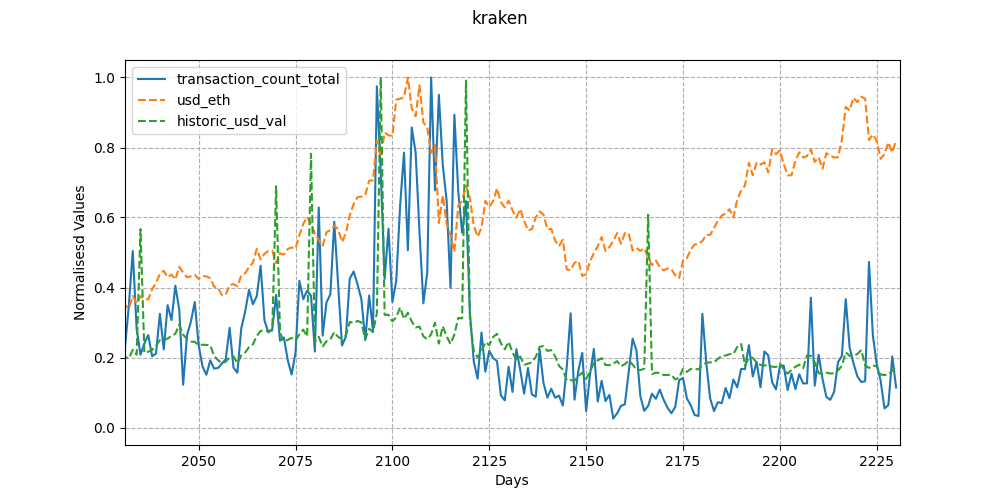 kraken
transaction_count_total
usd_eth
historic_usd_val
Normalisesd Values
1.0
0.8
0.6
0.4
0.2
0.0
2050 2075 2100 2125 2150 2175 2200 2225
Days